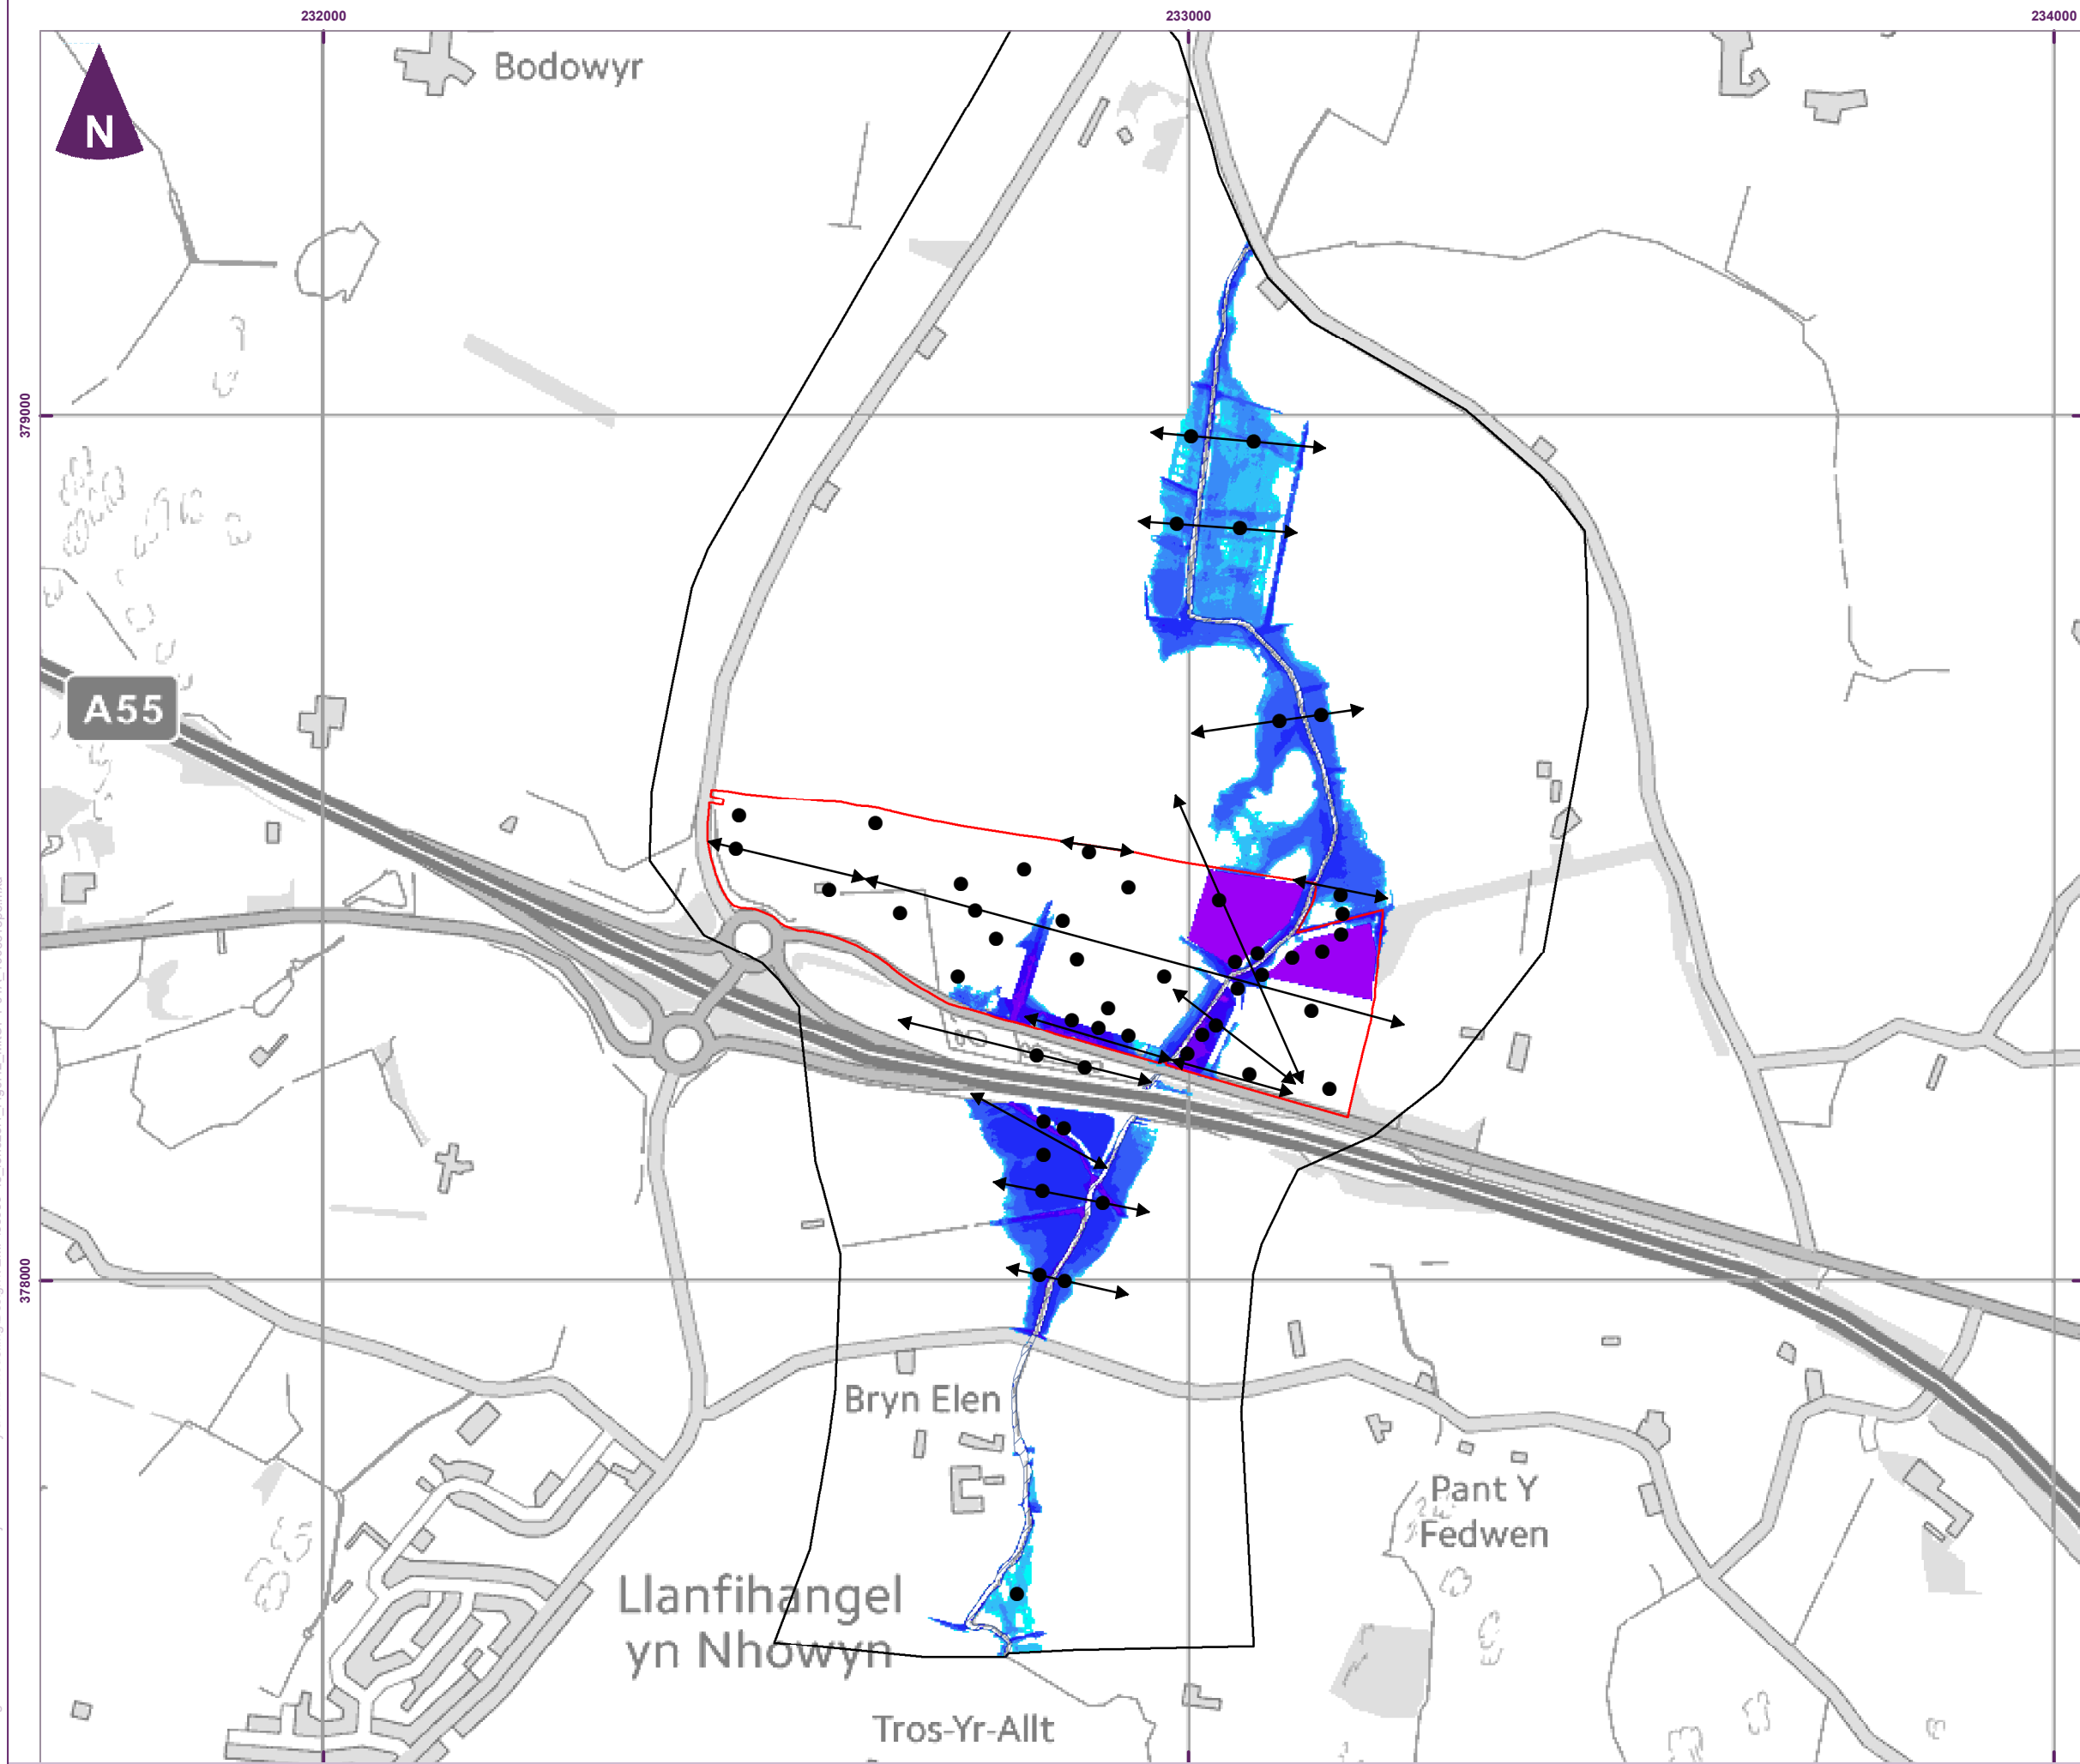 232000
233000
234000
Bodowyr
N
379000
A55
378000
Bryn Elen
Pant Y
Fedwen
Llanfihangel
yn Nhowyn
Tros-Yr-Allt